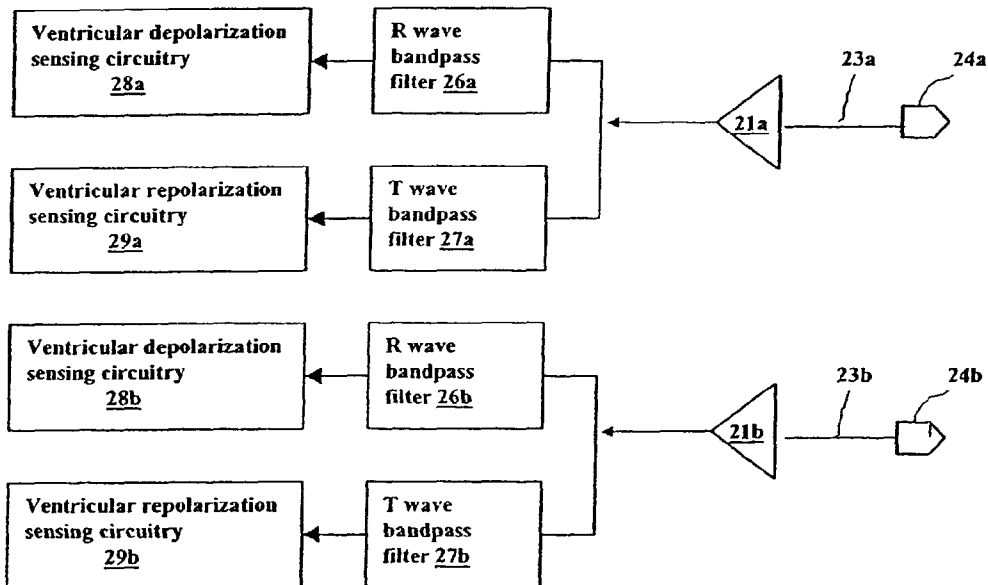 Ventricular depolarization
sensing circuitry
28a
R wave
bandpass
filter 26a
21a
23a
24a
Ventricular repolarization
sensing circuitry
29a
T wave
bandpass
filter 27a
Ventricular depolarization
sensing circuitry
28b
R wave
bandpass
filter 26b
21b
23b
24b
Ventricular repolarization
sensing circuitry
29b
T wave
bandpass
filter 27b